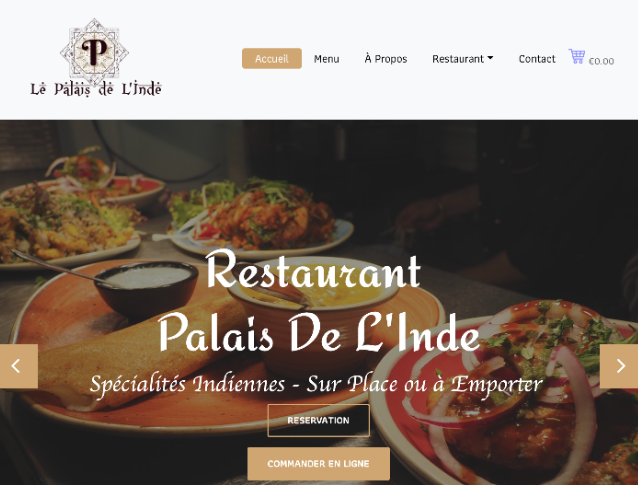 P
Le Palais de L'Inde
Accueil Menu À Propos Restaurant Contact €0.00
Restaurant
Palais De L'Inde
Spécialités Indiennes - Sur Place ou à Emporter
RESERVATION
COMMANDER EN LIGNE